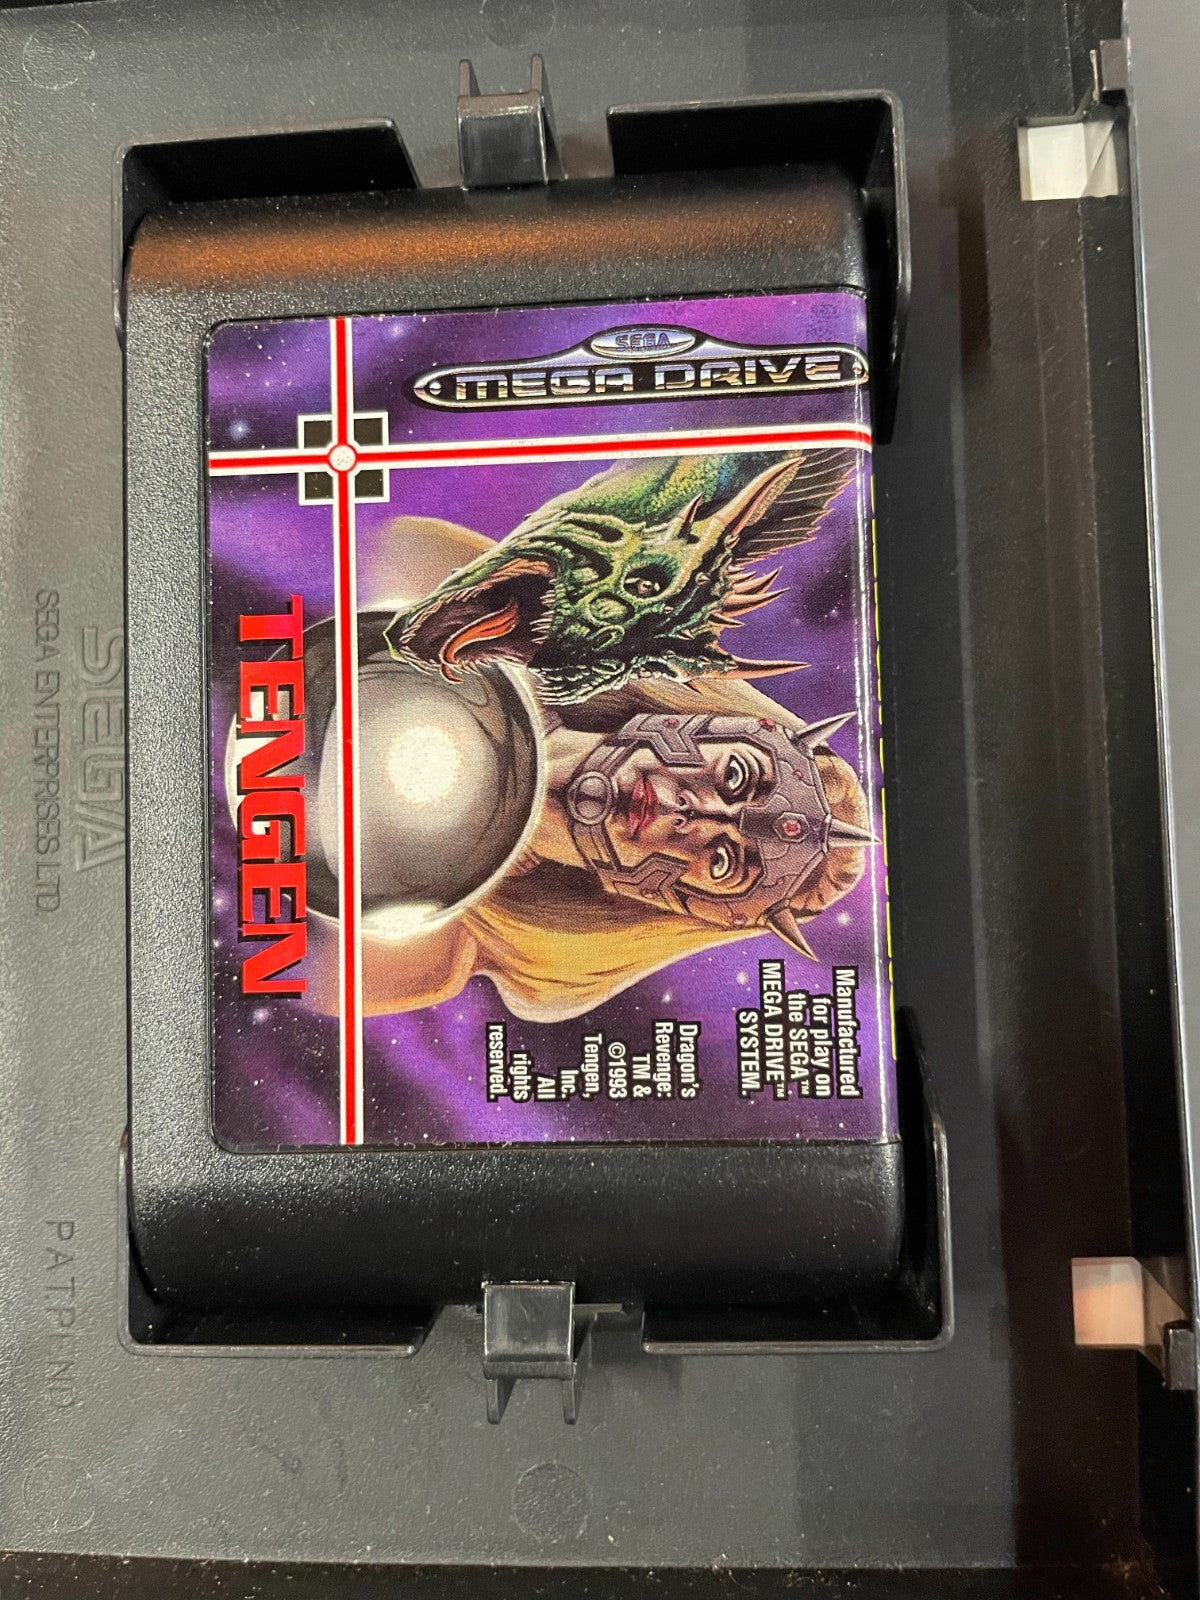 SEGA
MEGA DRIVE
TENGEN
Manufactured
for play on
the SEGA™
MEGA DRIVE™
SYSTEM.
Dragon's
Revenge:
TM &
©1993
Tengen,
Inc.
All
rights
reserved.
SEGA
SEGA ENTERPRISES LTD.
PAT PEND